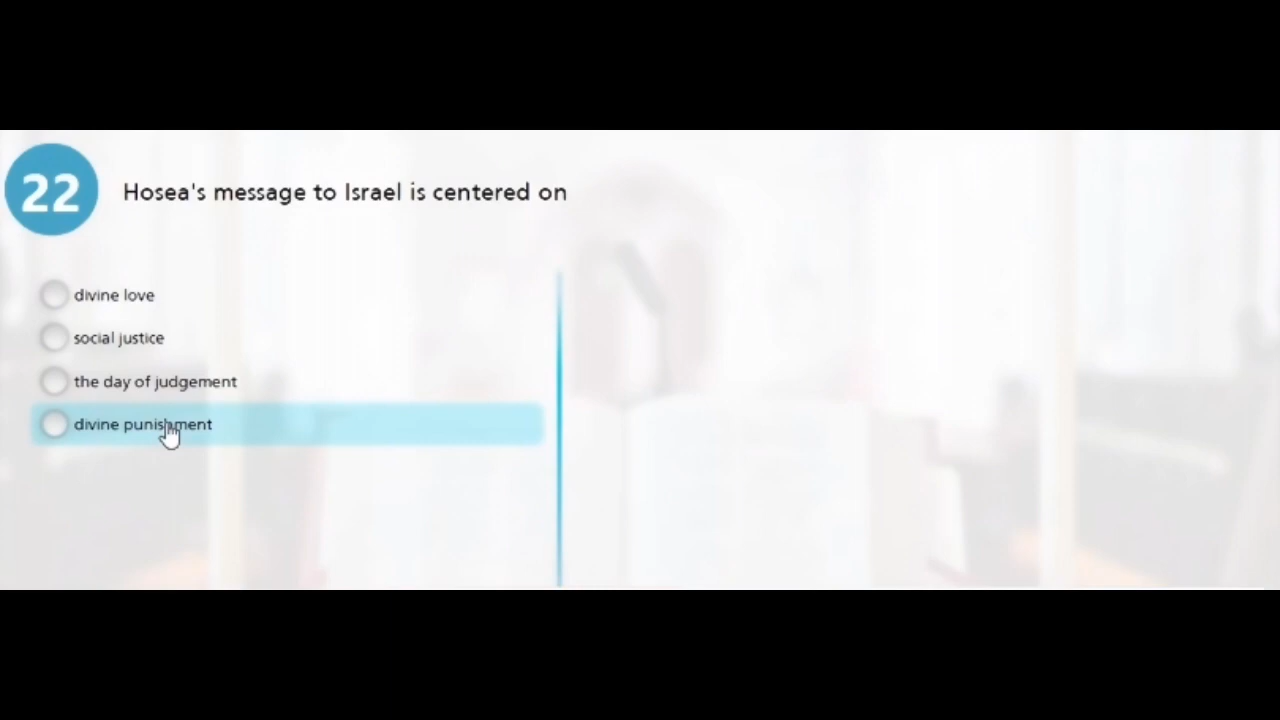 22
Hosea's message to Israel is centered on
divine love
social justice
the day of judgement
divine punishment